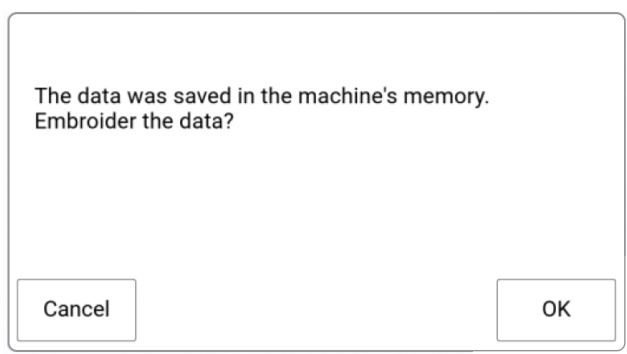 The data was saved in the machine's memory.
Embroider the data?
Cancel
OK